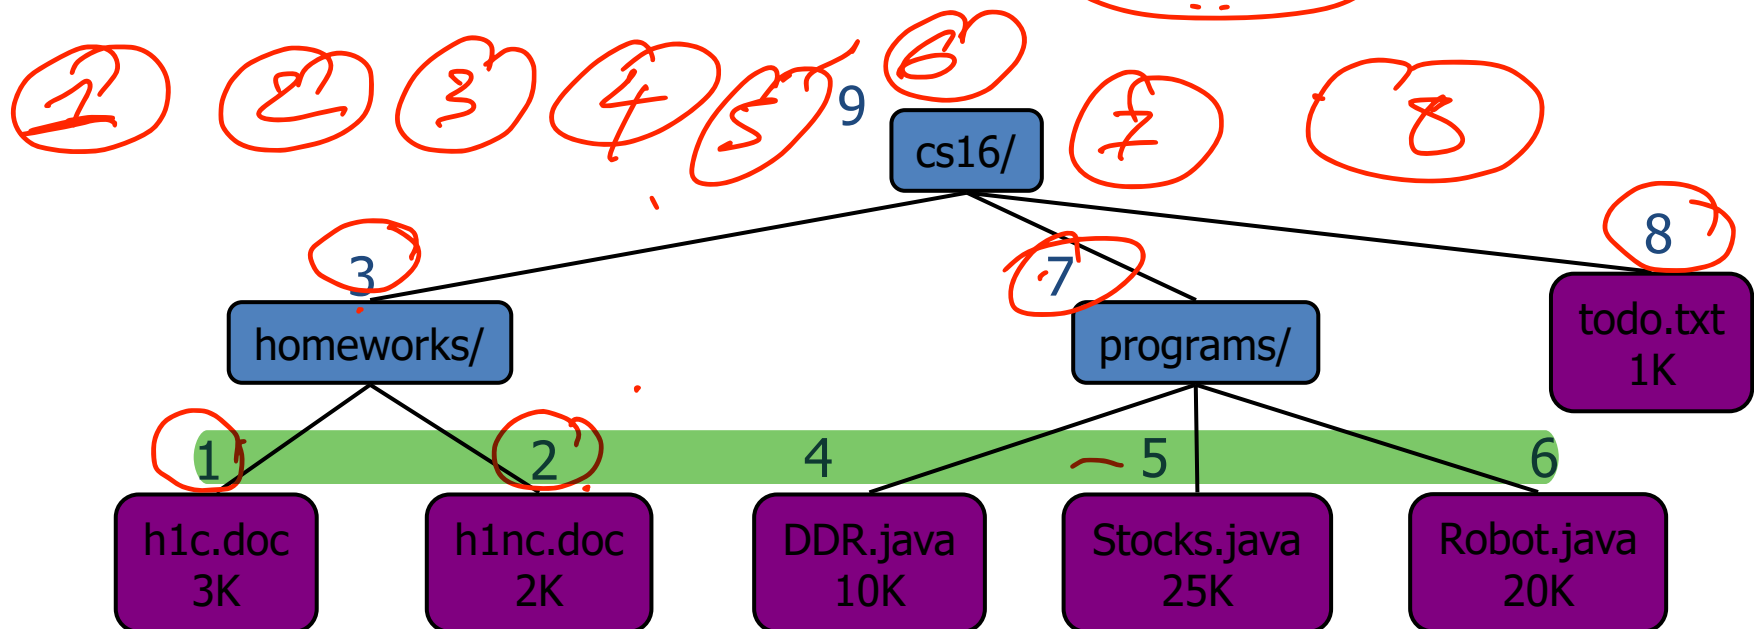 1 2 3 4 5 6 7 8
9
cs16/
3
7
8
homeworks/
programs/
todo.txt
1K
1
2
4
5
6
h1c.doc
3K
h1nc.doc
2K
DDR.java
10K
Stocks.java
25K
Robot.java
20K